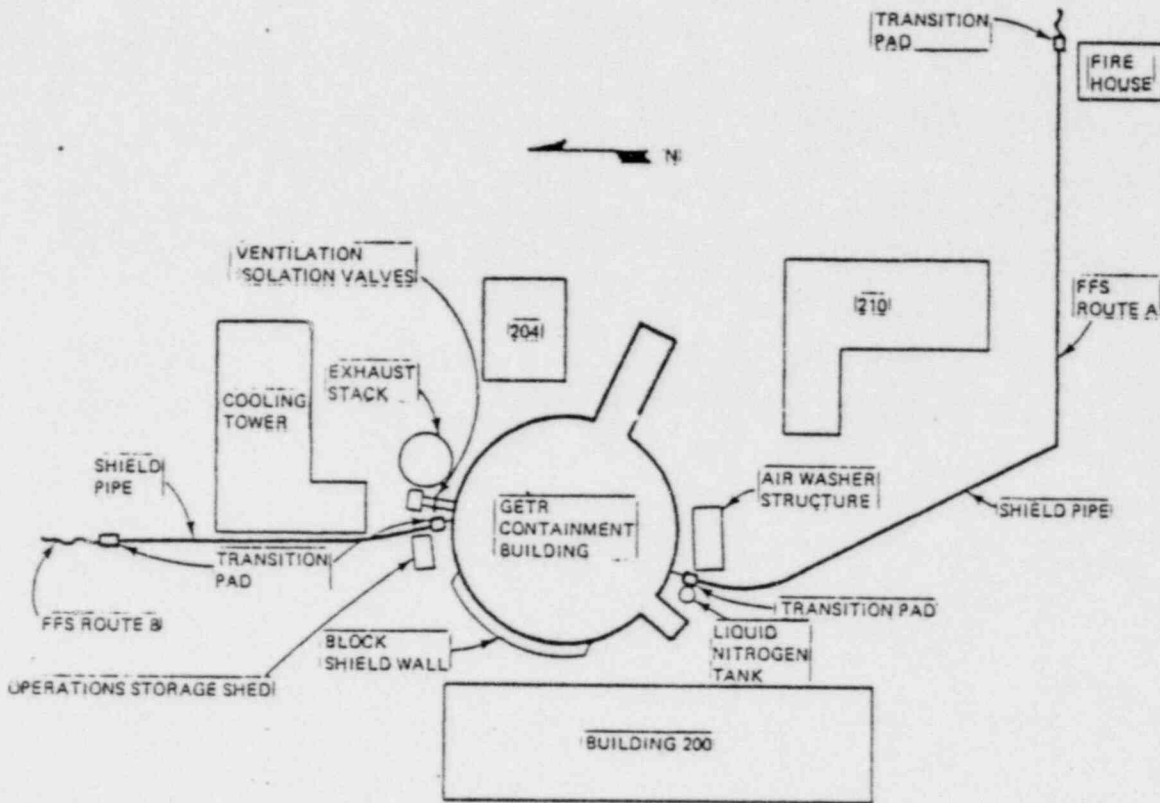 TRANSITION
PAD
FIRE
HOUSE
N
VENTILATION
ISOLATION VALVES
204
210
FFS
ROUTE A
EXHAUST
STACK
COOLING
TOWER
SHIELD
PIPE
AIR WASHER
STRUCTURE
GETR
CONTAINMENT
BUILDING
SHIELD PIPE
TRANSITION
PAD
TRANSITION PAD
FFS ROUTE B
BLOCK
SHIELD WALL
LIQUID
NITROGEN
TANK
OPERATIONS STORAGE SHED
BUILDING 200